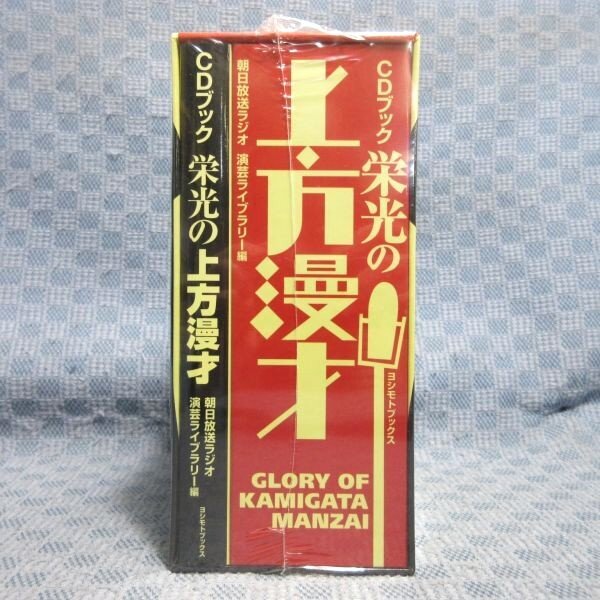 CDブック 栄光の
上方漫才
朝日放送ラジオ 演芸ライブラリー編
ヨシモトブックス
GLORY OF
KAMIGATA
MANZAI
CDブック 栄光の上方漫才
朝日放送ラジオ
演芸ライブラリー編
ヨシモトブックス